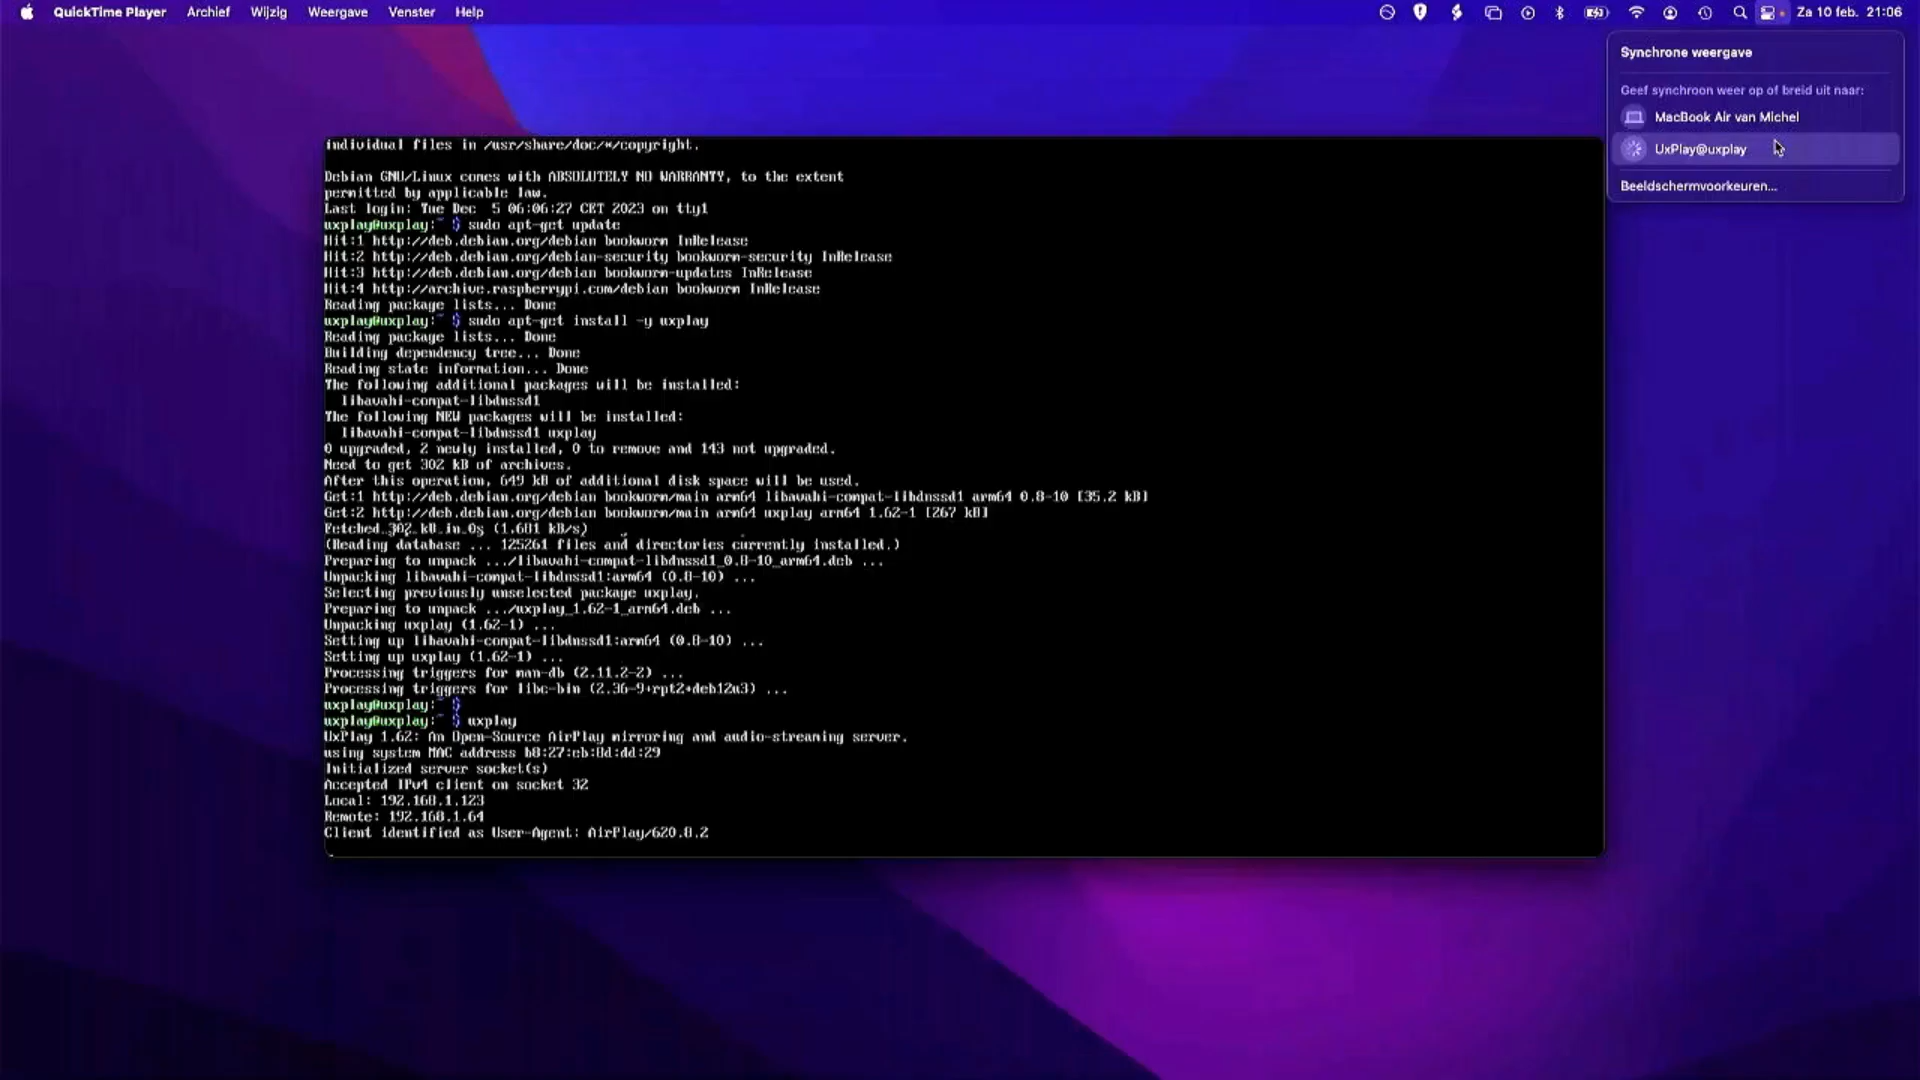 QuickTime Player Archief Wijzig Weergave Venster Help Za 10 feb. 21:06
Synchrone weergave
Geef synchroon weer op of breid uit naar:
MacBook Air van Michel
UxPlay@uxplay
Beeldschermvoorkeuren...
individual files in /usr/share/doc/*/copyright.
Debian GNU/Linux comes with ABSOLUTELY NO WARRANTY, to the extent
permitted by applicable law.
Last login: Tue Dec  5 06:06:27 CET 2023 on tty1
uxplay@uxplay:~ $ sudo apt-get update
Hit:1 http://deb.debian.org/debian bookworm InRelease
Hit:2 http://deb.debian.org/debian-security bookworm-security InRelease
Hit:3 http://deb.debian.org/debian bookworm-updates InRelease
Hit:4 http://archive.raspberrypi.com/debian bookworm InRelease
Reading package lists... Done
uxplay@uxplay:~ $ sudo apt-get install -y uxplay
Reading package lists... Done
Building dependency tree... Done
Reading state information... Done
The following additional packages will be installed:
libavahi-compat-libdnssd1
The following NEW packages will be installed:
libavahi-compat-libdnssd1 uxplay
0 upgraded, 2 newly installed, 0 to remove and 143 not upgraded.
Need to get 302 kB of archives.
After this operation, 649 kB of additional disk space will be used.
Get:1 http://deb.debian.org/debian bookworm/main arm64 libavahi-compat-libdnssd1 arm64 0.8-10 [35.2 kB]
Get:2 http://deb.debian.org/debian bookworm/main arm64 uxplay arm64 1.62-1 [267 kB]
Fetched 302 kB in 0s (1.681 kB/s)
(Reading database ... 125261 files and directories currently installed.)
Preparing to unpack .../libavahi-compat-libdnssd1_0.8-10_arm64.deb ...
Unpacking libavahi-compat-libdnssd1:arm64 (0.8-10) ...
Selecting previously unselected package uxplay.
Preparing to unpack .../uxplay_1.62-1_arm64.deb ...
Unpacking uxplay (1.62-1) ...
Setting up libavahi-compat-libdnssd1:arm64 (0.8-10) ...
Setting up uxplay (1.62-1) ...
Processing triggers for man-db (2.11.2-2) ...
Processing triggers for libc-bin (2.36-9+rpt2+deb12u3) ...
uxplay@uxplay:~ $
uxplay@uxplay:~ $ uxplay
UxPlay 1.62: An Open-Source AirPlay mirroring and audio-streaming server.
using system MAC address b8:27:eb:8d:dd:29
Initialized server socket(s)
Accepted IPv4 client on socket 32
Local: 192.168.1.123
Remote: 192.168.1.64
Client identified as User-Agent: AirPlay/620.8.2